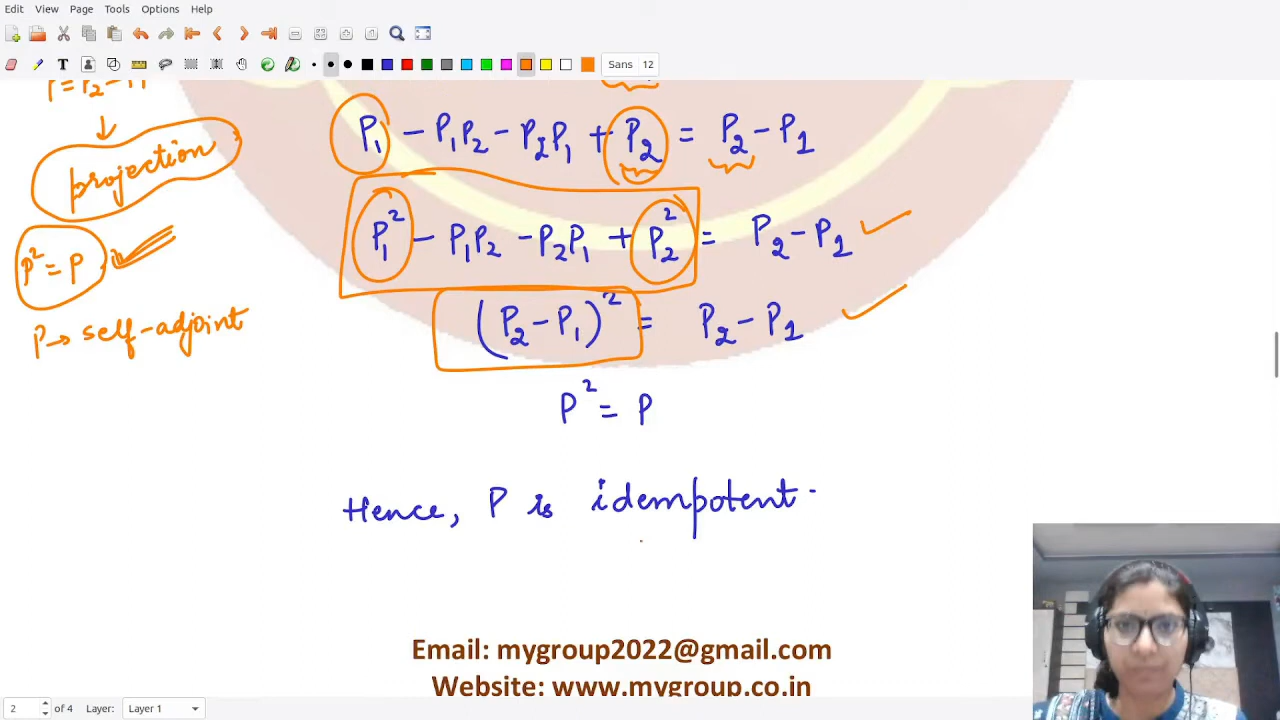 Edit View Page Tools Options Help
T Sans 12
P = P₂ - P₁
projection
P² = P
P → self-adjoint
P₁ - P₁P₂ - P₂P₁ + P₂ = P₂ - P₁
P₁² - P₁P₂ - P₂P₁ + P₂² = P₂ - P₁
(P₂ - P₁)² = P₂ - P₁
P² = P
Hence, P is idempotent.
Email: mygroup2022@gmail.com
Website: www.mygroup.co.in
2 of 4 Layer: Layer 1